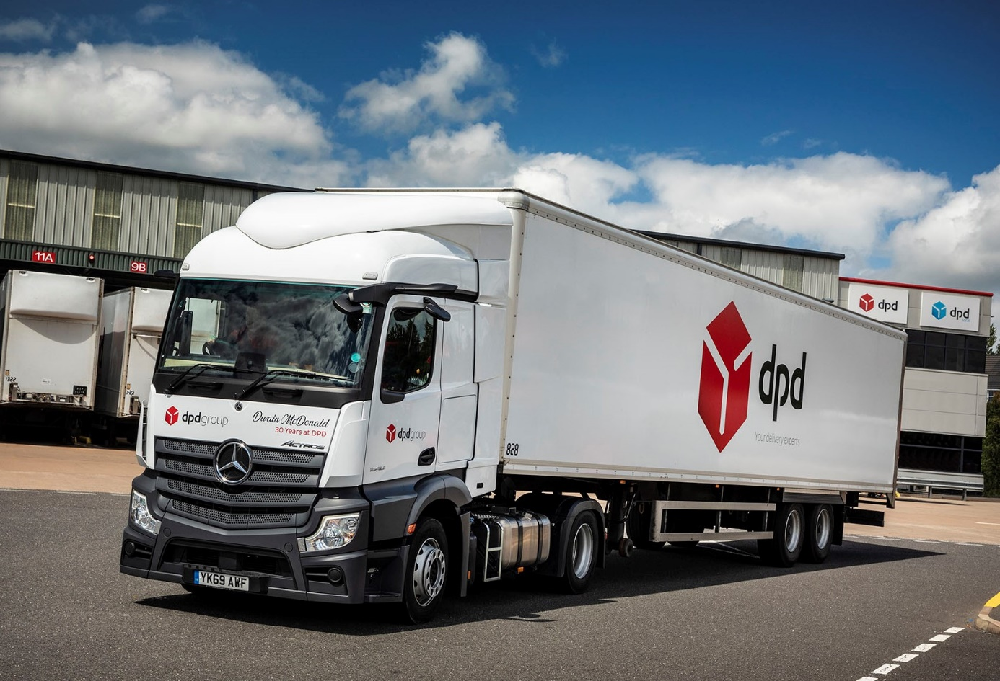 11A
9B
dpd
dpd
dpd
Your delivery experts
828
dpdgroup
Dwain McDonald
30 Years at DPD
ACTROS
dpdgroup
YK69 AWF
1322